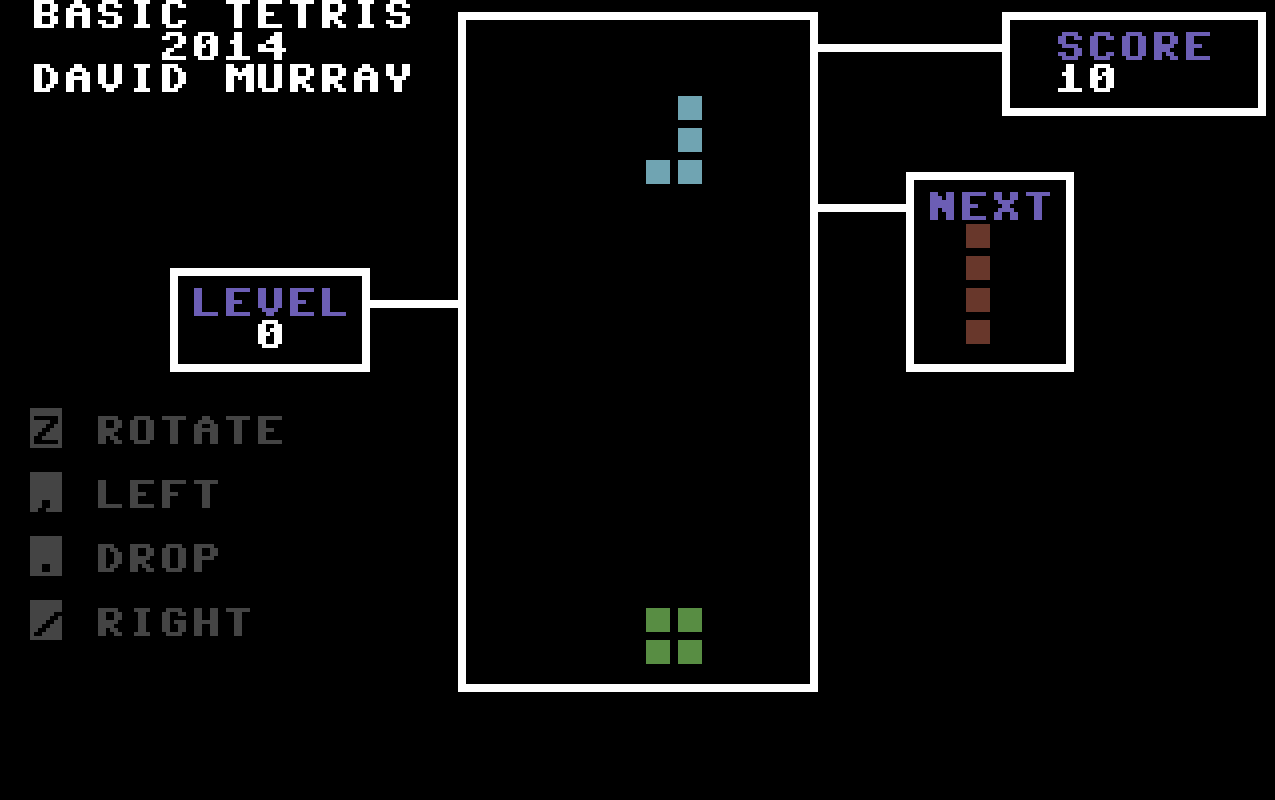 BASIC TETRIS
2014
DAVID MURRAY
SCORE
10
NEXT
LEVEL
0
Z ROTATE
, LEFT
. DROP
/ RIGHT